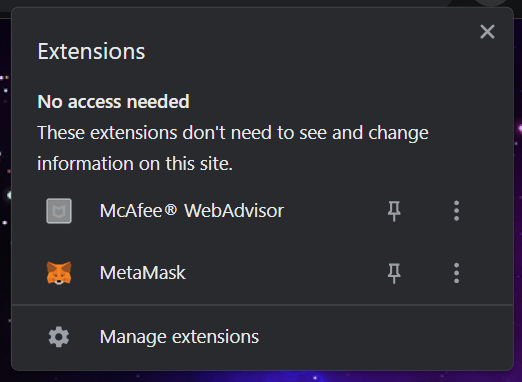 Extensions
No access needed
These extensions don't need to see and change
information on this site.
McAfee® WebAdvisor
MetaMask
Manage extensions